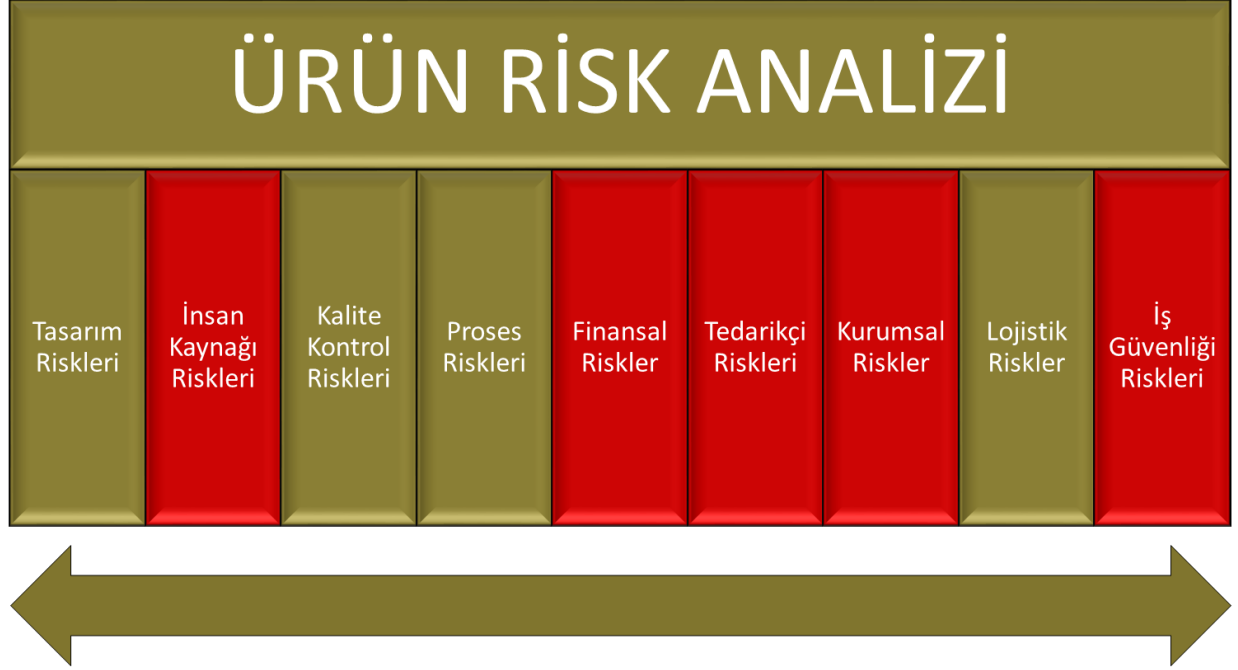 ÜRÜN RİSK ANALİZİ
Tasarım
Riskleri
İnsan
Kaynağı
Riskleri
Kalite
Kontrol
Riskleri
Proses
Riskleri
Finansal
Riskler
Tedarikçi
Riskleri
Kurumsal
Riskler
Lojistik
Riskler
İş
Güvenliği
Riskleri